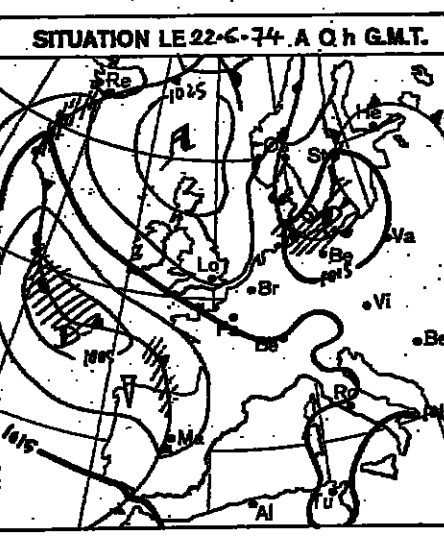 SITUATION LE 22-6-74 A 0 h G.M.T.
Re
1025
A
He
St
Va
Lo
Be
1015
Br
Vi
Pa
Be
Be
1005
Ro
Ma
1015
Al
Tu